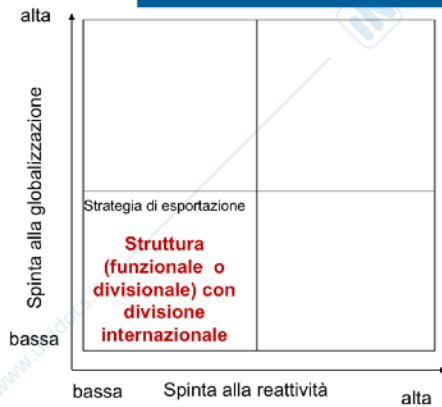 alta
Spinta alla globalizzazione
Strategia di esportazione
Struttura
(funzionale o
divisionale) con
divisione
internazionale
bassa
bassa
Spinta alla reattività
alta